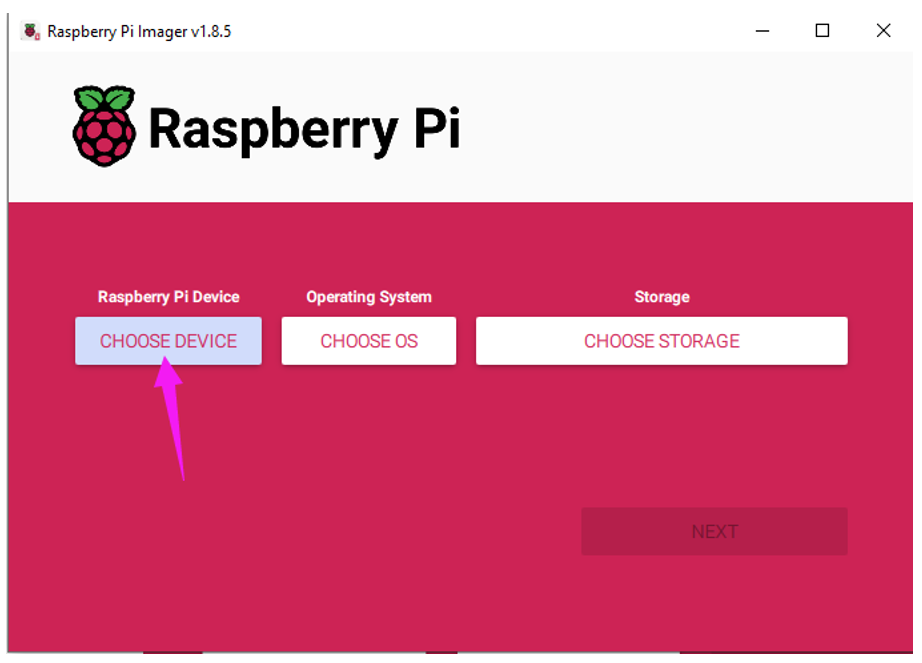 Raspberry Pi Imager v1.8.5
Raspberry Pi
Raspberry Pi Device
Operating System
Storage
CHOOSE DEVICE
CHOOSE OS
CHOOSE STORAGE
NEXT